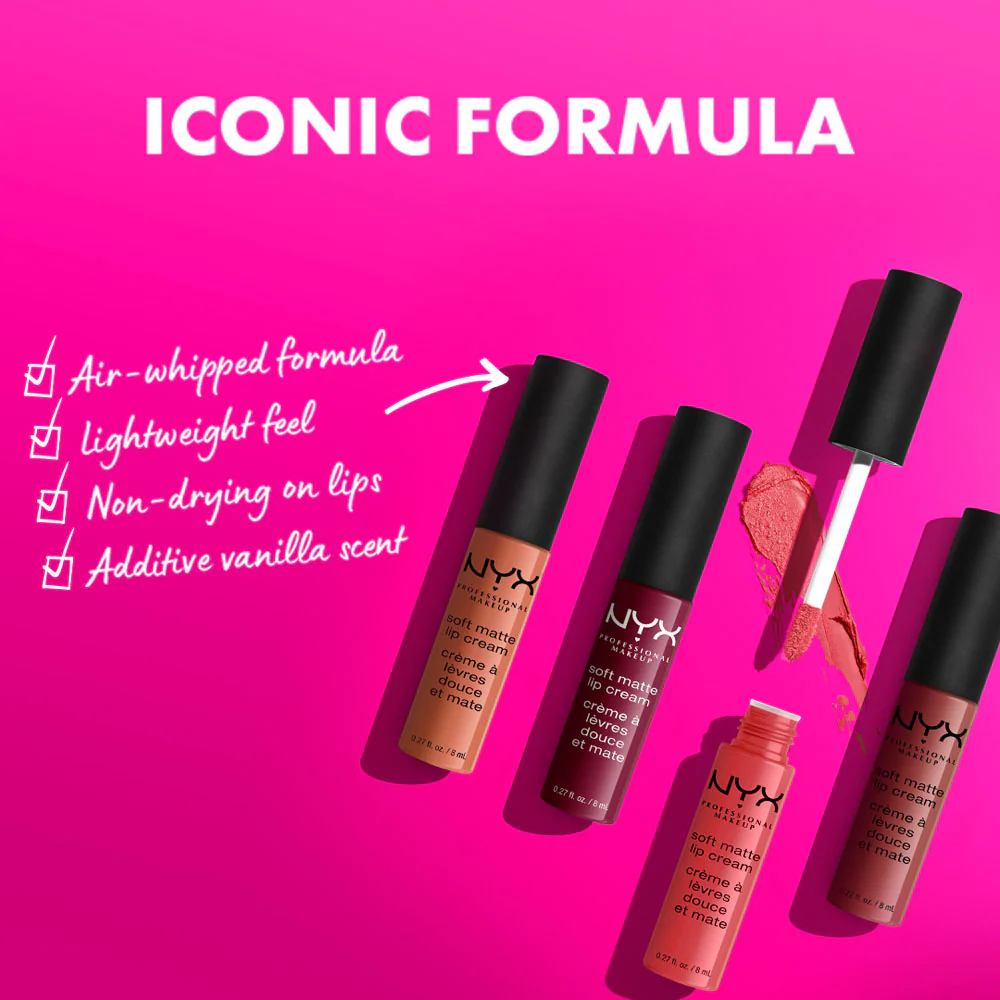 ICONIC FORMULA
Air-whipped formula
lightweight feel
Non-drying on lips
Additive vanilla scent
NYX
PROFESSIONAL
MAKEUP
soft matte
lip cream
crème à
lèvres
douce
et mate
0.27 fl. oz. / 8 mL
NYX
PROFESSIONAL
MAKEUP
soft matte
lip cream
crème à
lèvres
douce
et mate
0.27 fl. oz. / 8 mL
NYX
PROFESSIONAL
MAKEUP
soft matte
lip cream
crème à
lèvres
douce
et mate
0.27 fl. oz. / 8 mL
NYX
PROFESSIONAL
MAKEUP
soft matte
lip cream
crème à
lèvres
douce
et mate
fl. oz. / 8 mL